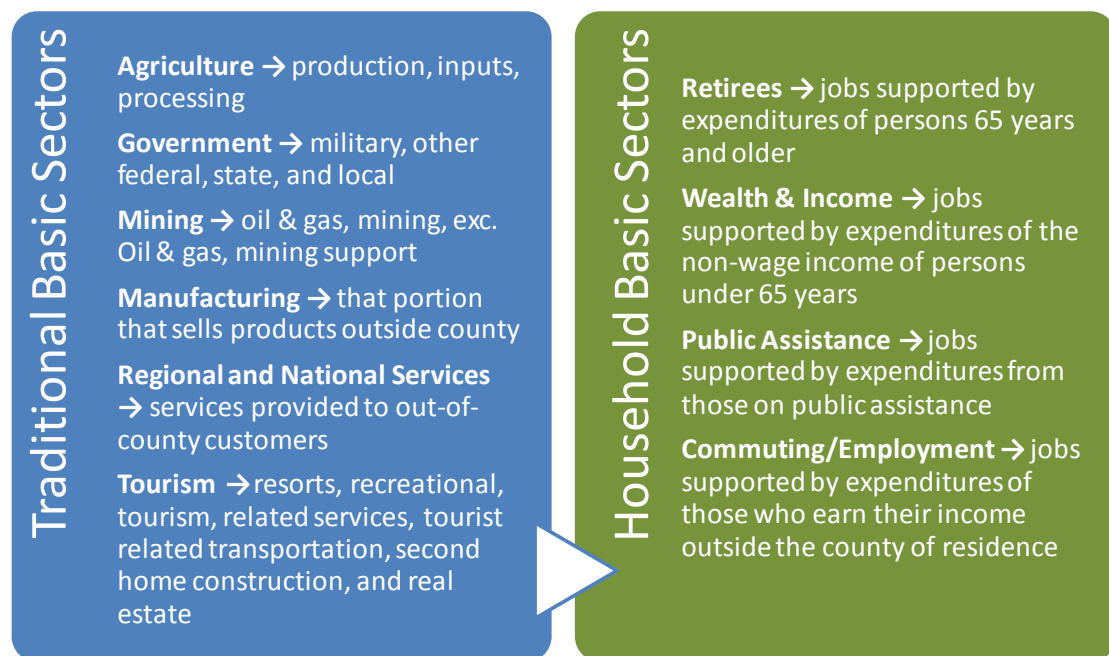 Traditional Basic Sectors
Agriculture → production, inputs,
processing
Government → military, other
federal, state, and local
Mining → oil & gas, mining, exc.
Oil & gas, mining support
Manufacturing → that portion
that sells products outside county
Regional and National Services
→ services provided to out-of-
county customers
Tourism → resorts, recreational,
tourism, related services, tourist
related transportation, second
home construction, and real
estate
Household Basic Sectors
Retirees → jobs supported by
expenditures of persons 65 years
and older
Wealth & Income → jobs
supported by expenditures of the
non-wage income of persons
under 65 years
Public Assistance → jobs
supported by expenditures from
those on public assistance
Commuting/Employment → jobs
supported by expenditures of
those who earn their income
outside the county of residence